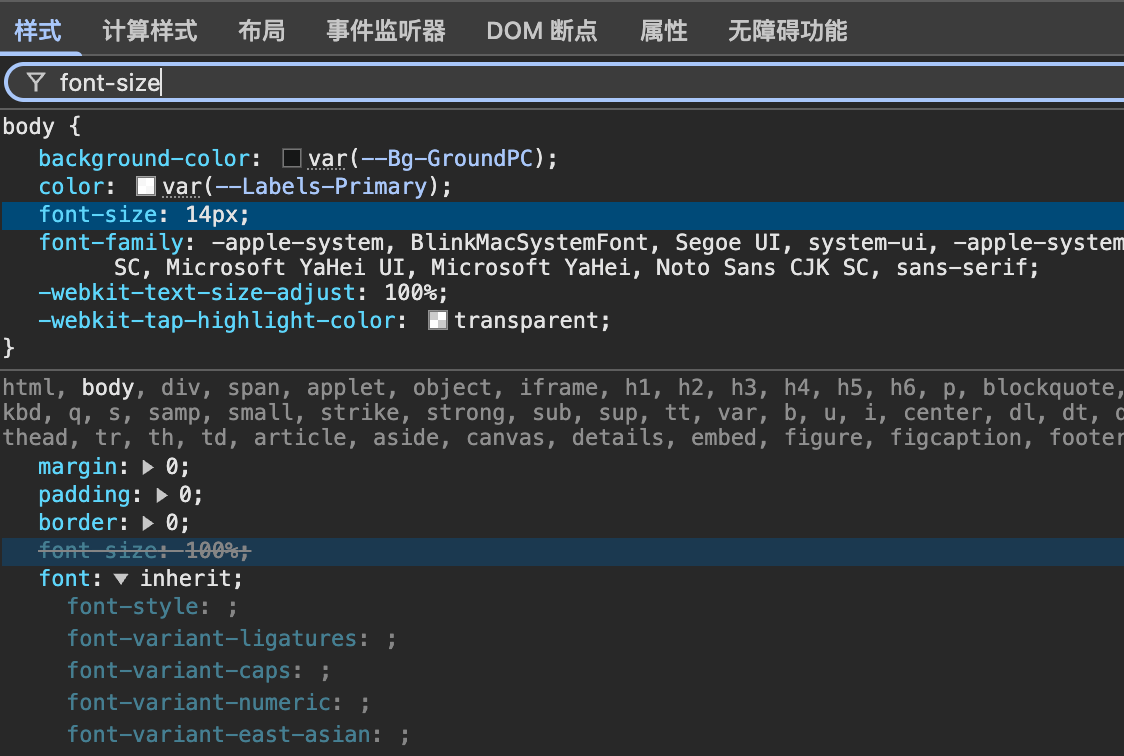 样式 计算样式 布局 事件监听器 DOM 断点 属性 无障碍功能
font-size
body {
background-color: var(--Bg-GroundPC);
color: var(--Labels-Primary);
font-size: 14px;
font-family: -apple-system, BlinkMacSystemFont, Segoe UI, system-ui, -apple-system
SC, Microsoft YaHei UI, Microsoft YaHei, Noto Sans CJK SC, sans-serif;
-webkit-text-size-adjust: 100%;
-webkit-tap-highlight-color: transparent;
}
html, body, div, span, applet, object, iframe, h1, h2, h3, h4, h5, h6, p, blockquote,
kbd, q, s, samp, small, strike, strong, sub, sup, tt, var, b, u, i, center, dl, dt,
thead, tr, th, td, article, aside, canvas, details, embed, figure, figcaption, footer
margin: 0;
padding: 0;
border: 0;
font-size: 100%;
font: inherit;
font-style: ;
font-variant-ligatures: ;
font-variant-caps: ;
font-variant-numeric: ;
font-variant-east-asian: ;